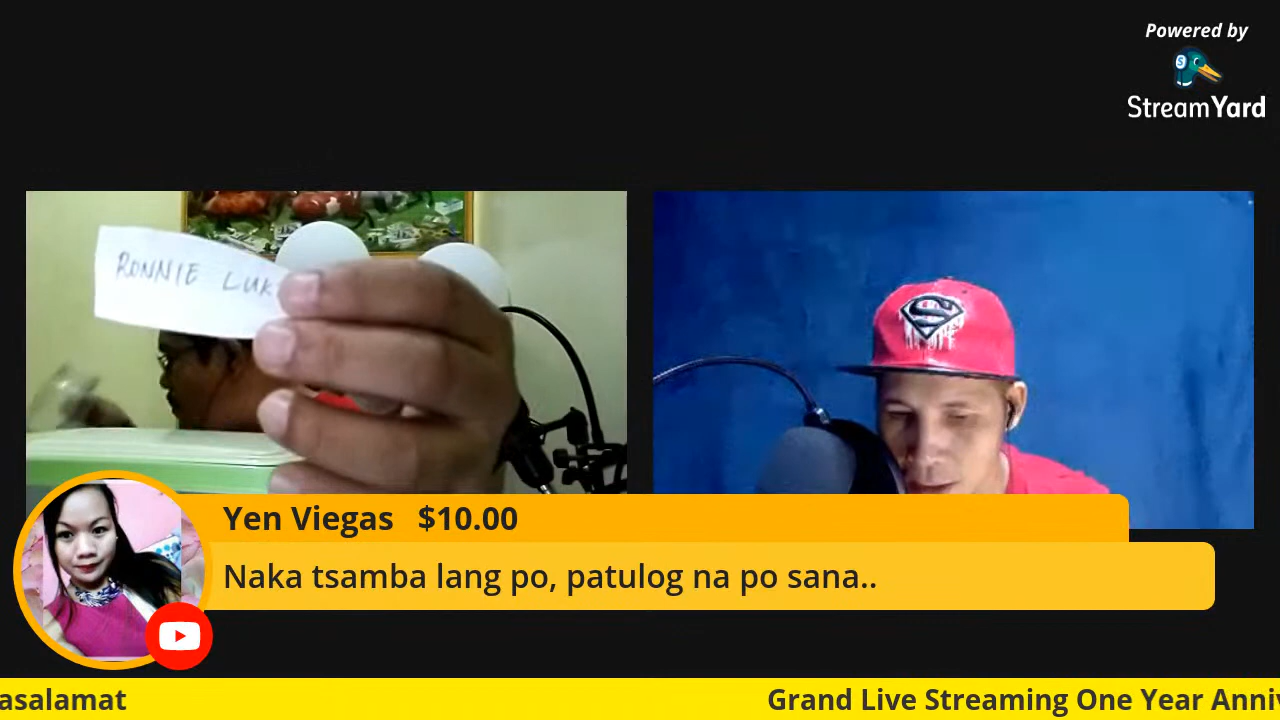 Powered by
StreamYard
RONNIE LUK
Yen Viegas $10.00
Naka tsamba lang po, patulog na po sana..
asalamat Grand Live Streaming One Year Anniv